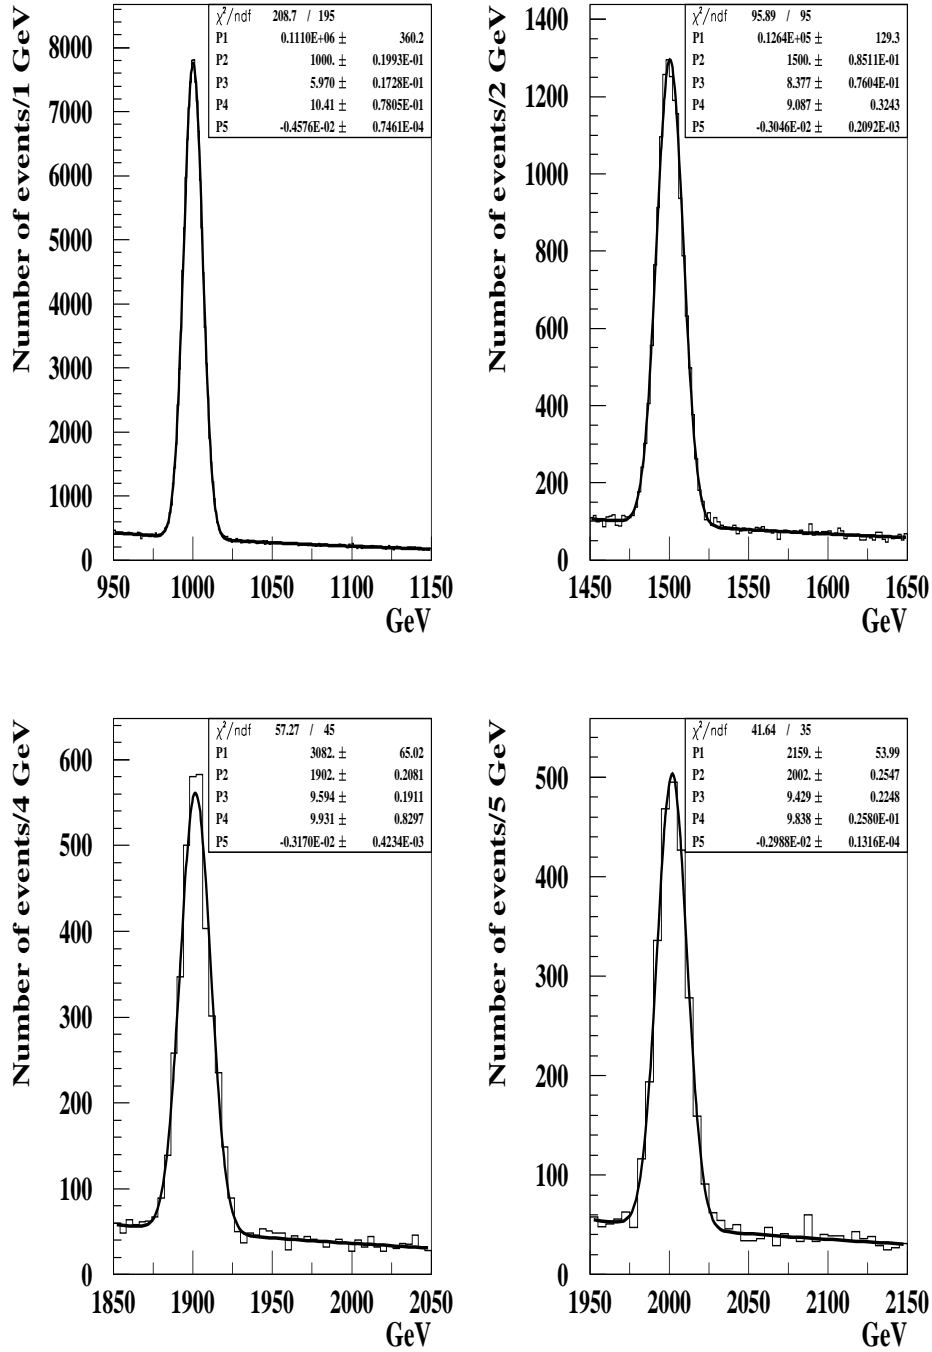 Number of events/1 GeV
χ²/ndf 208.7 / 195
P1 0.1110E+06 ± 360.2
P2 1000. ± 0.1993E-01
P3 5.970 ± 0.1728E-01
P4 10.41 ± 0.7805E-01
P5 -0.4576E-02 ± 0.7461E-04
8000
7000
6000
5000
4000
3000
2000
1000
0
950 1000 1050 1100 1150
GeV
Number of events/2 GeV
χ²/ndf 95.89 / 95
P1 0.1264E+05 ± 129.3
P2 1500. ± 0.8511E-01
P3 8.377 ± 0.7604E-01
P4 9.087 ± 0.3243
P5 -0.3046E-02 ± 0.2092E-03
1400
1200
1000
800
600
400
200
0
1450 1500 1550 1600 1650
GeV
Number of events/4 GeV
χ²/ndf 57.27 / 45
P1 3082. ± 65.02
P2 1902. ± 0.2081
P3 9.594 ± 0.1911
P4 9.931 ± 0.8297
P5 -0.3170E-02 ± 0.4234E-03
600
500
400
300
200
100
0
1850 1900 1950 2000 2050
GeV
Number of events/5 GeV
χ²/ndf 41.64 / 35
P1 2159. ± 53.99
P2 2002. ± 0.2547
P3 9.429 ± 0.2248
P4 9.838 ± 0.2580E-01
P5 -0.2988E-02 ± 0.1316E-04
500
400
300
200
100
0
1950 2000 2050 2100 2150
GeV